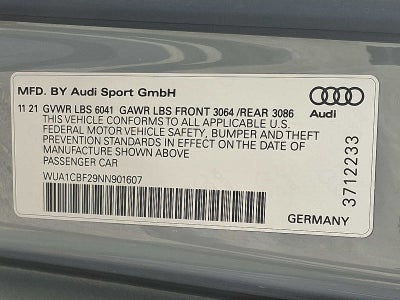 MFD. BY Audi Sport GmbH
11 21 GVWR LBS 6041 GAWR LBS FRONT 3064 /REAR 3086
THIS VEHICLE CONFORMS TO ALL APPLICABLE U.S.
FEDERAL MOTOR VEHICLE SAFETY, BUMPER AND THEFT
PREVENTION STANDARDS IN EFFECT ON THE DATE OF
MANUFACTURE SHOWN ABOVE
PASSENGER CAR
WUA1CBF29NN901607
Audi
3712233
GERMANY